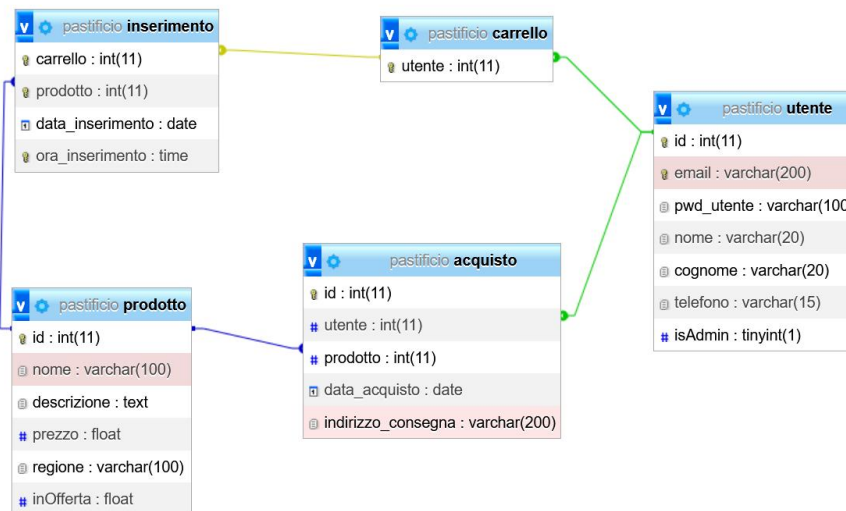 pastificio inserimento
carrello : int(11)
prodotto : int(11)
data_inserimento : date
ora_inserimento : time
pastificio carrello
utente : int(11)
pastificio utente
id : int(11)
email : varchar(200)
pwd_utente : varchar(100
nome : varchar(20)
cognome : varchar(20)
telefono : varchar(15)
isAdmin : tinyint(1)
pastificio acquisto
id : int(11)
utente : int(11)
prodotto : int(11)
data_acquisto : date
indirizzo_consegna : varchar(200)
pastificio prodotto
id : int(11)
nome : varchar(100)
descrizione : text
prezzo : float
regione : varchar(100)
inOfferta : float